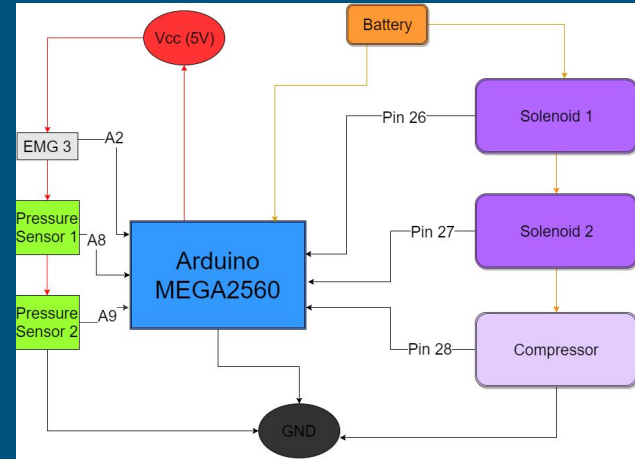 Vcc (5V)
Battery
Pin 26
Solenoid 1
EMG 3
A2
Pressure
Sensor 1
A8
Arduino
MEGA2560
Pin 27
Solenoid 2
Pressure
Sensor 2
A9
Pin 28
Compressor
GND